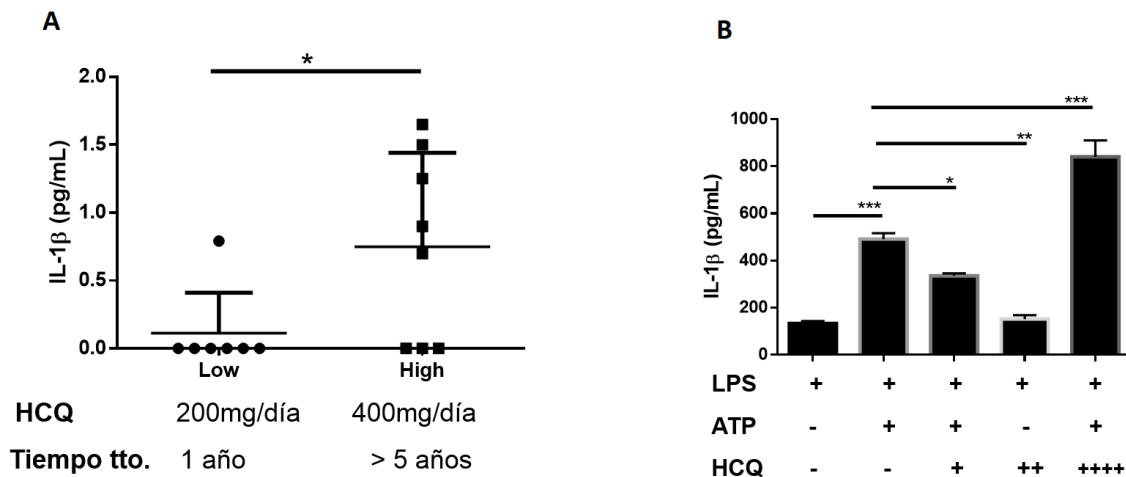 A
*
IL-1β (pg/mL)
2.0
1.5
1.0
0.5
0.0
Low High
HCQ 200mg/día 400mg/día
Tiempo tto. 1 año > 5 años
B
***
**
*
***
IL-1β (pg/mL)
1000
800
600
400
200
0
LPS + + + + +
ATP - + + - +
HCQ - - + ++ ++++